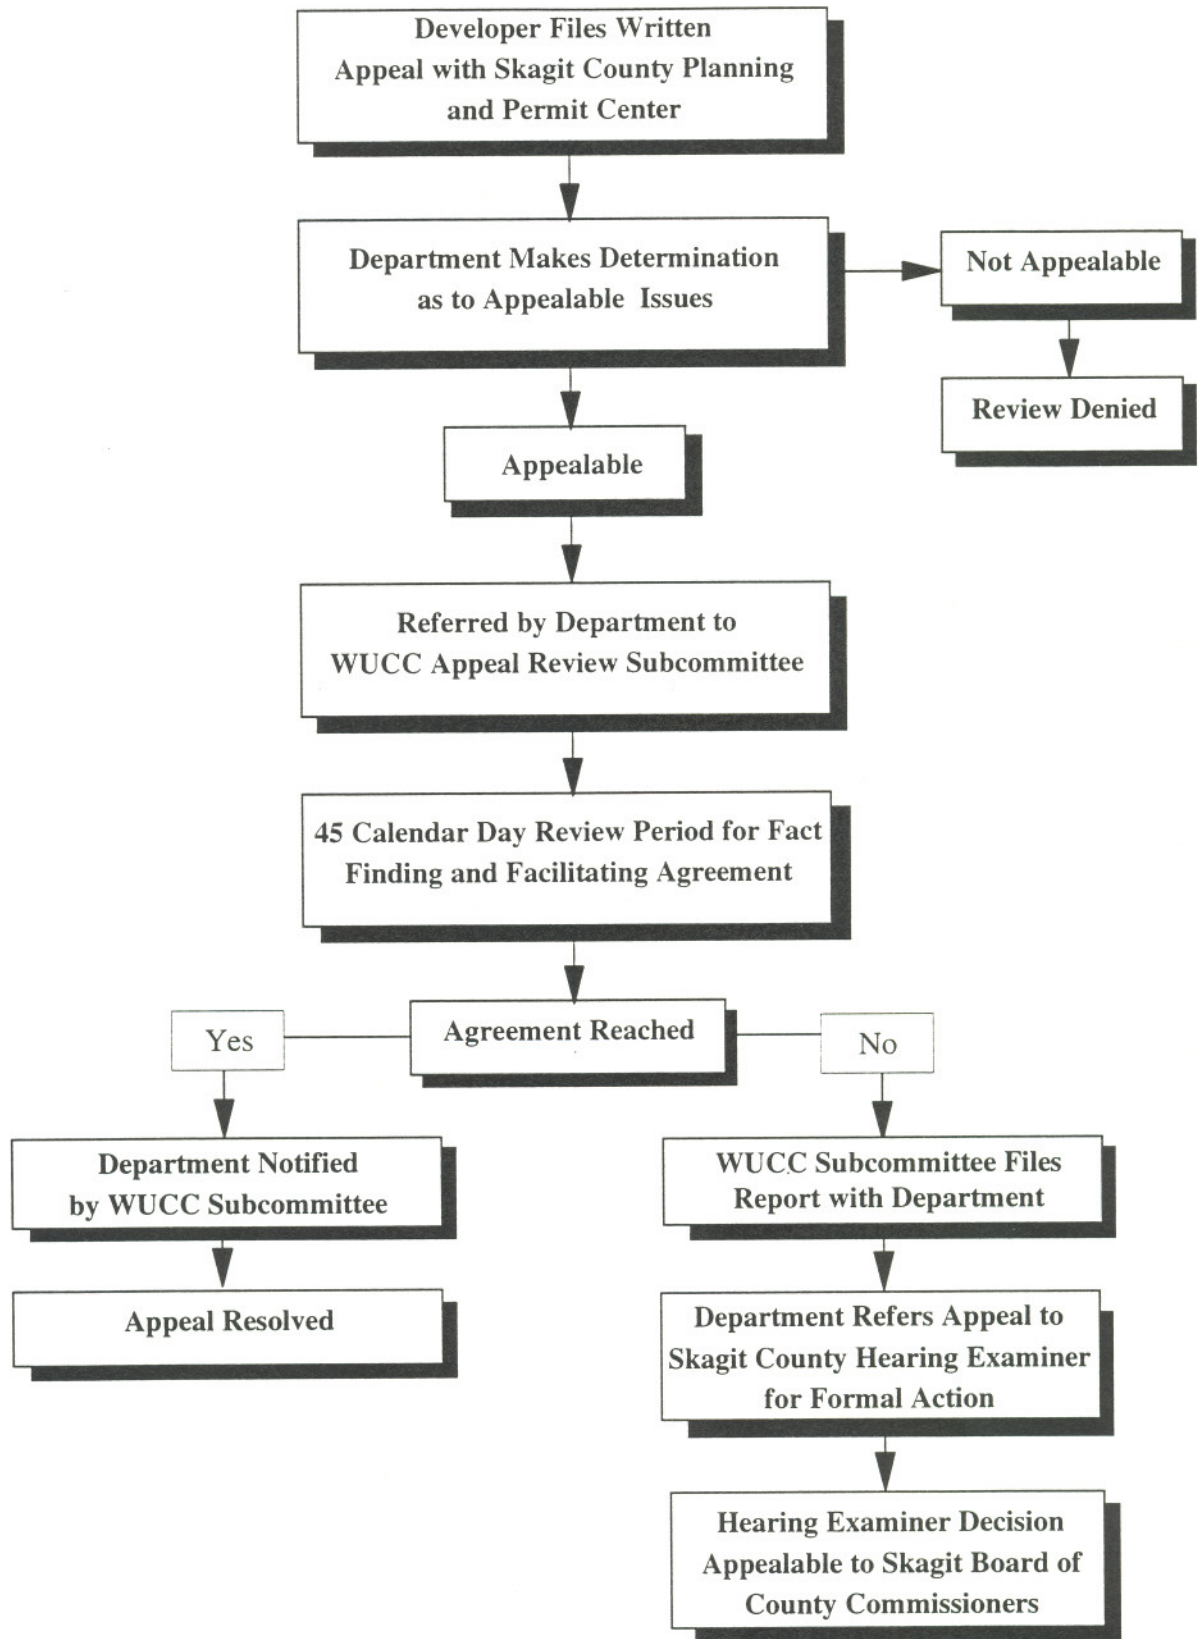 Developer Files Written
Appeal with Skagit County Planning
and Permit Center
Department Makes Determination
as to Appealable Issues
Not Appealable
Review Denied
Appealable
Referred by Department to
WUCC Appeal Review Subcommittee
45 Calendar Day Review Period for Fact
Finding and Facilitating Agreement
Agreement Reached
Yes
No
Department Notified
by WUCC Subcommittee
Appeal Resolved
WUCC Subcommittee Files
Report with Department
Department Refers Appeal to
Skagit County Hearing Examiner
for Formal Action
Hearing Examiner Decision
Appealable to Skagit Board of
County Commissioners